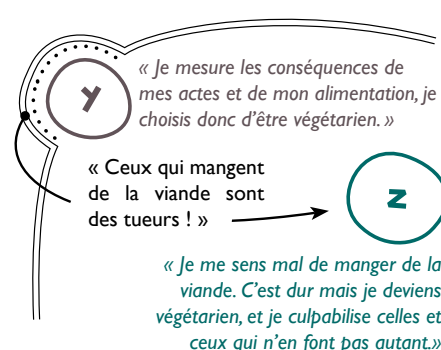 « Je mesure les conséquences de
mes actes et de mon alimentation, je
choisis donc d'être végétarien. »
Y
« Ceux qui mangent
de la viande sont
des tueurs ! »
Z
« Je me sens mal de manger de la
viande. C'est dur mais je deviens
végétarien, et je culpabilise celles et
ceux qui n'en font pas autant.»